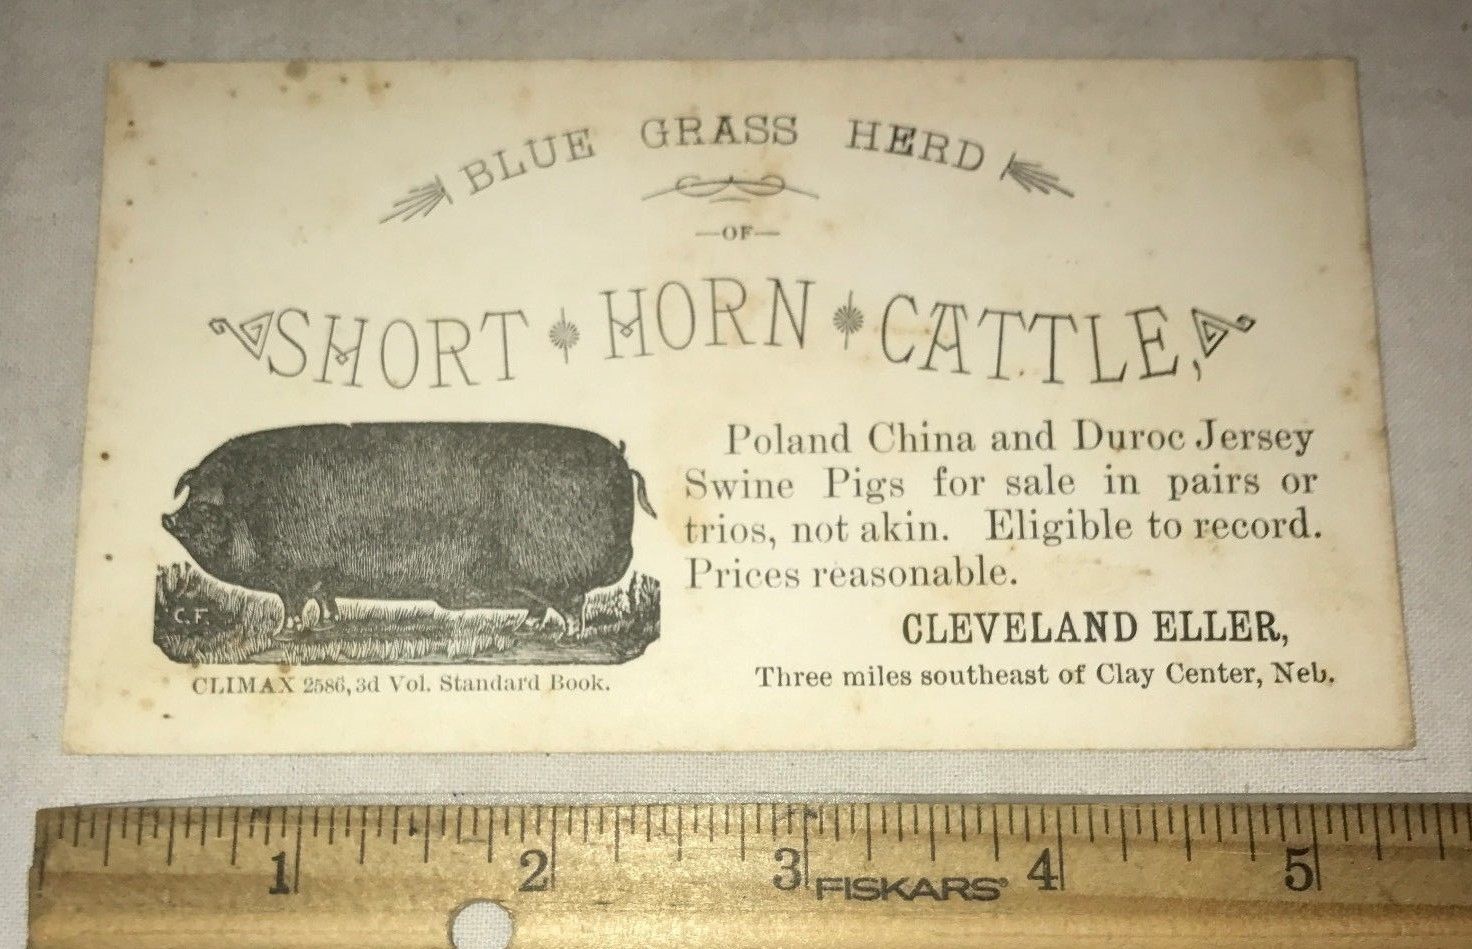 BLUE GRASS HERD
—OF—
SHORT HORN CATTLE,
Poland China and Duroc Jersey
Swine Pigs for sale in pairs or
trios, not akin. Eligible to record.
Prices reasonable.
CLEVELAND ELLER,
Three miles southeast of Clay Center, Neb.
C.F.
CLIMAX 2586, 3d Vol. Standard Book.
1 2 3 4 5
FISKARS®